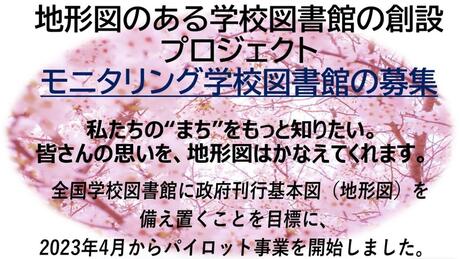 地形図のある学校図書館の創設
プロジェクト
モニタリング学校図書館の募集
私たちの“まち”をもっと知りたい。
皆さんの思いを、地形図はかなえてくれます。
全国学校図書館に政府刊行基本図（地形図）を
備え置くことを目標に、
2023年4月からパイロット事業を開始しました。